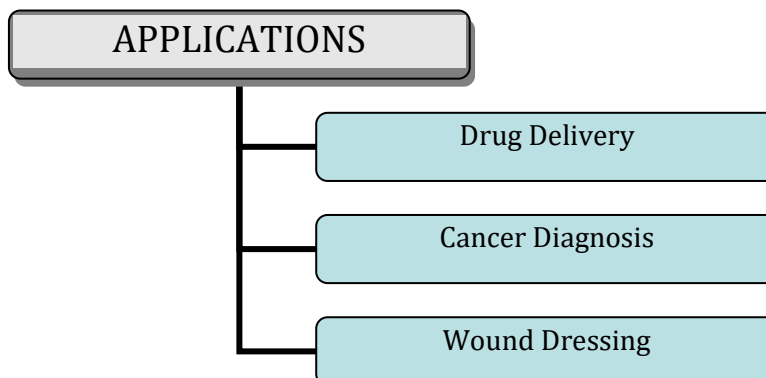 APPLICATIONS
Drug Delivery
Cancer Diagnosis
Wound Dressing